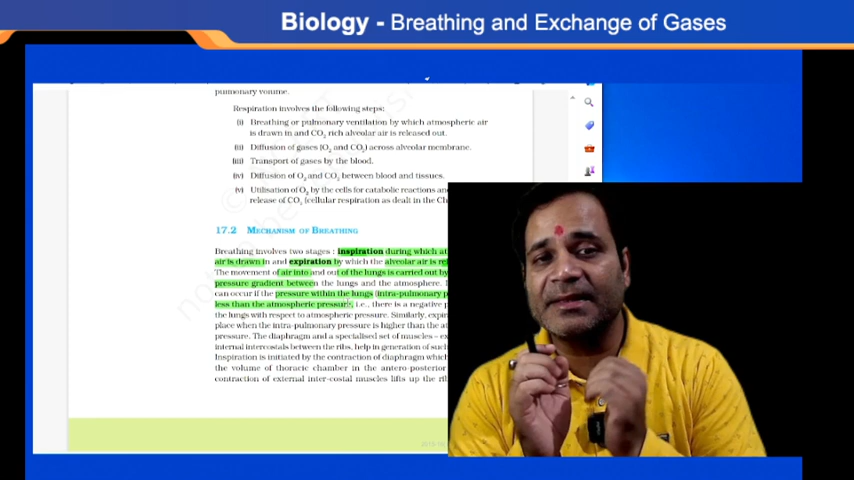 Biology - Breathing and Exchange of Gases
pulmonary volume.
Respiration involves the following steps:
(i) Breathing or pulmonary ventilation by which atmospheric air
is drawn in and CO2 rich alveolar air is released out.
(ii) Diffusion of gases (O2 and CO2) across alveolar membrane.
(iii) Transport of gases by the blood.
(iv) Diffusion of O2 and CO2 between blood and tissues.
(v) Utilisation of O2 by the cells for catabolic reactions and
release of CO2 (cellular respiration as dealt in the Ch
17.2 MECHANISM OF BREATHING
Breathing involves two stages : inspiration during which at
air is drawn in and expiration by which the alveolar air is re
The movement of air into and out of the lungs is carried out by
pressure gradient between the lungs and the atmosphere. I
can occur if the pressure within the lungs (intra-pulmonary p
less than the atmospheric pressure, i.e., there is a negative p
the lungs with respect to atmospheric pressure. Similarly, expir
place when the intra-pulmonary pressure is higher than the at
pressure. The diaphragm and a specialised set of muscles – e
internal intercostals between the ribs, help in generation of suc
Inspiration is initiated by the contraction of diaphragm which
the volume of thoracic chamber in the antero-posterior
contraction of external inter-costal muscles lifts up the rib